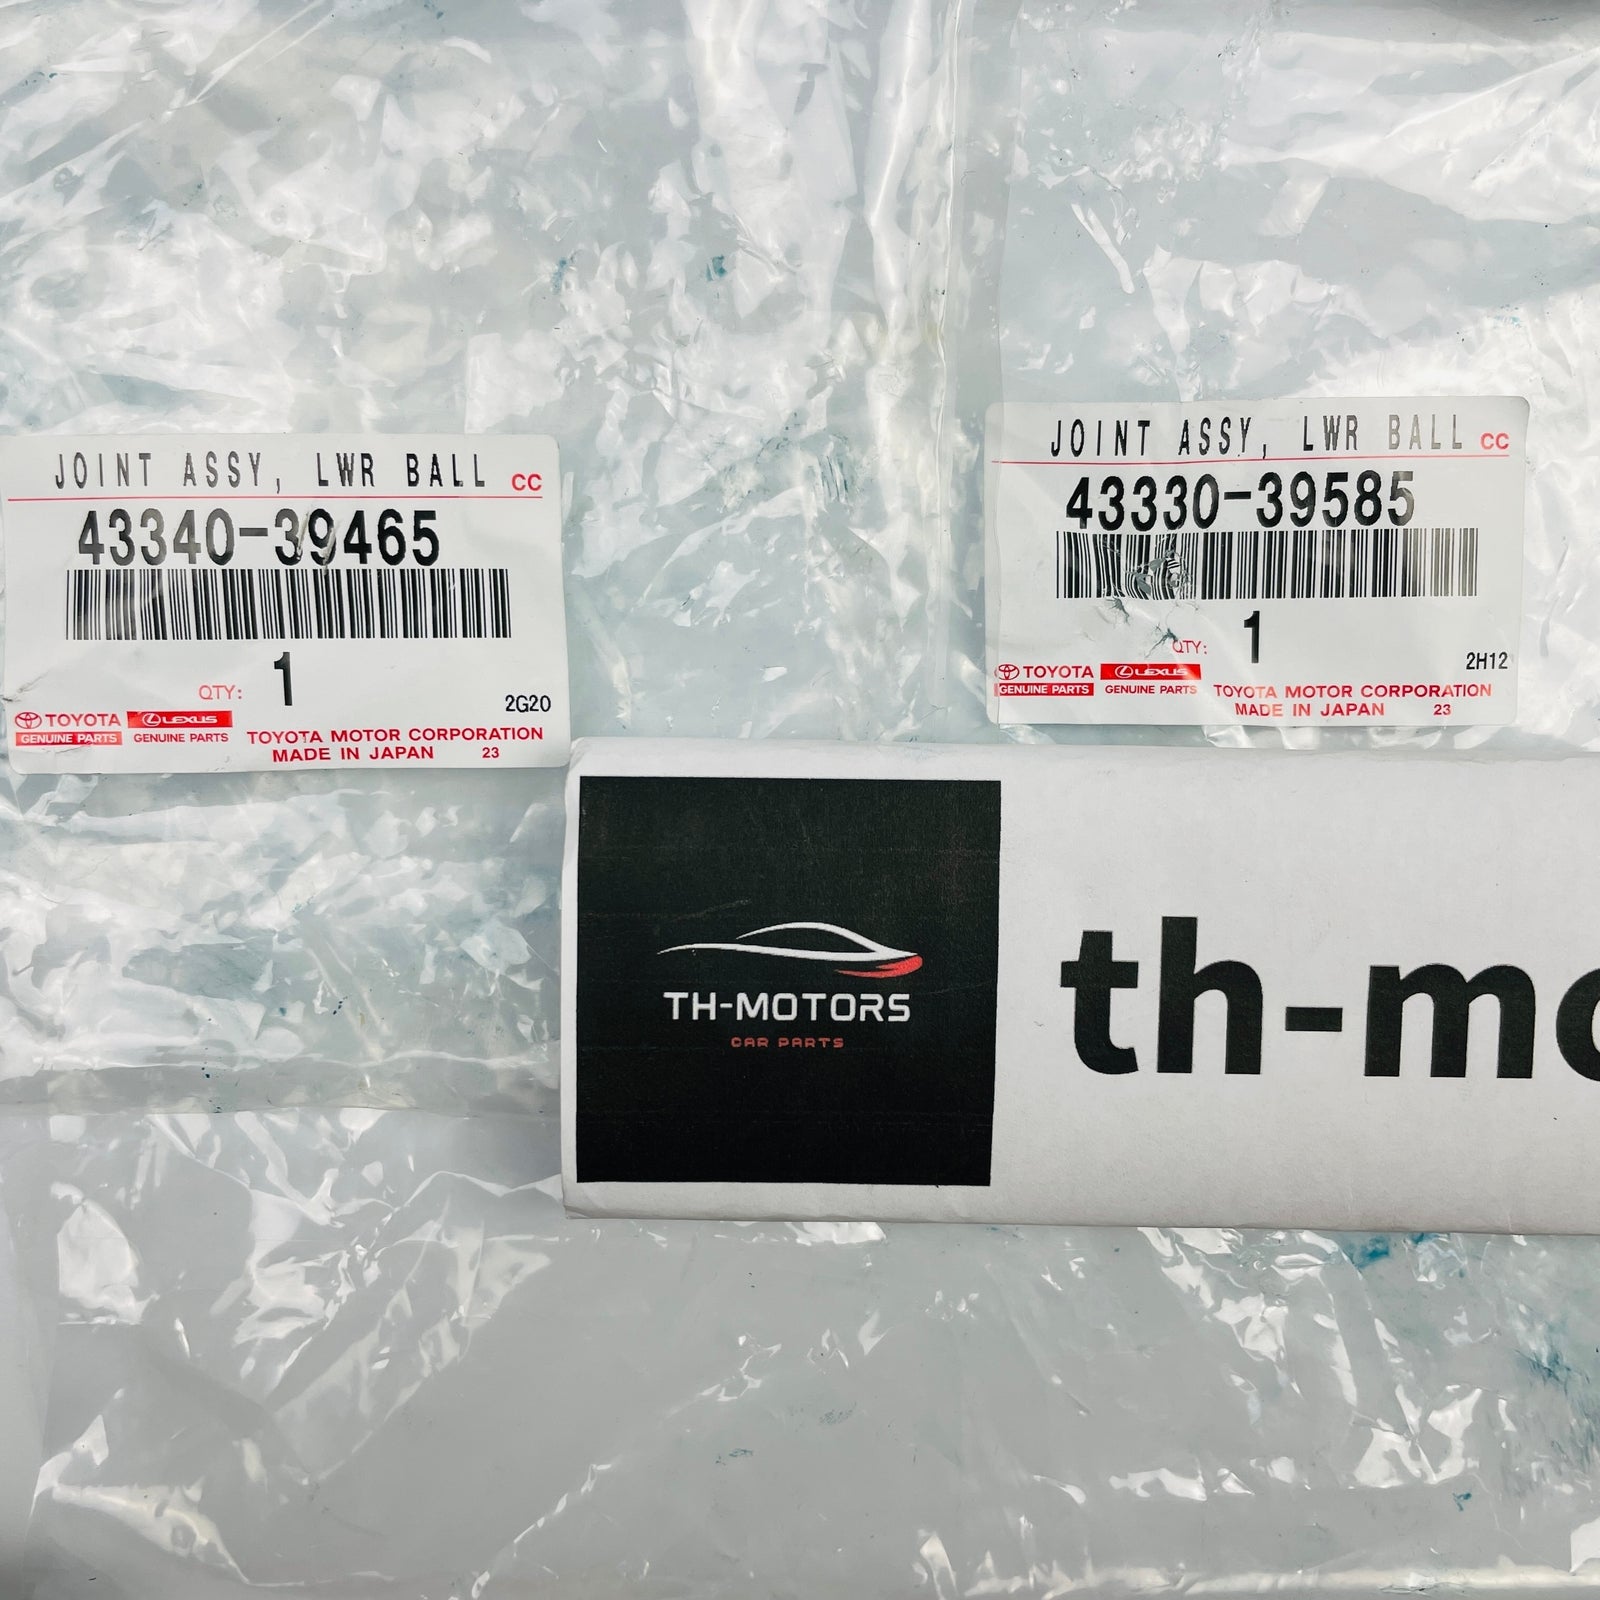 JOINT ASSY, LWR BALL CC
43340-39465
QTY: 1
2G20
TOYOTA LEXUS
GENUINE PARTS GENUINE PARTS
TOYOTA MOTOR CORPORATION
MADE IN JAPAN 23
JOINT ASSY, LWR BALL CC
43330-39585
QTY: 1
2H12
TOYOTA LEXUS
GENUINE PARTS GENUINE PARTS
TOYOTA MOTOR CORPORATION
MADE IN JAPAN 23
TH-MOTORS
CAR PARTS
th-mo